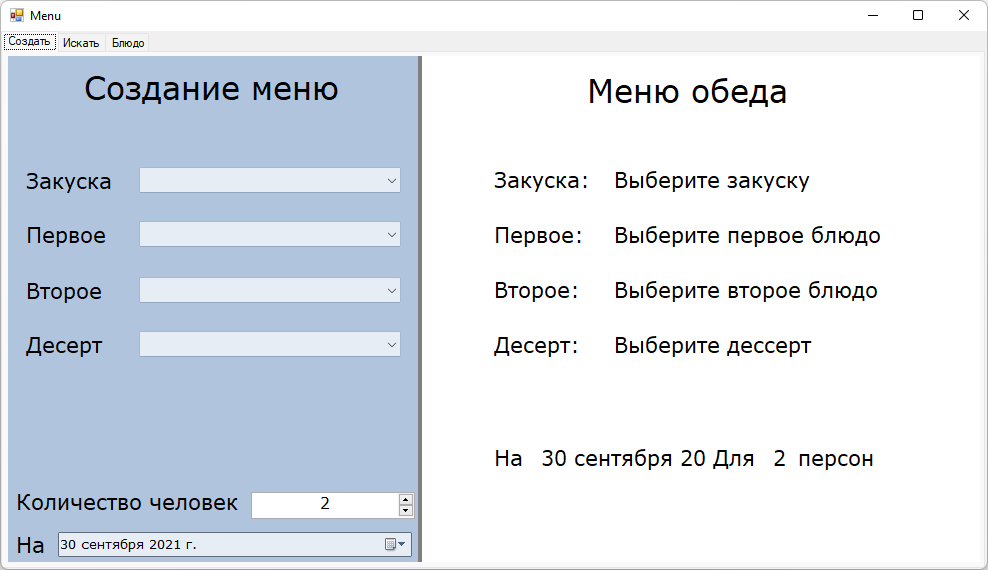 Menu
Создать Искать Блюдо
Создание меню
Закуска
Первое
Второе
Десерт
Количество человек 2
На 30 сентября 2021 г.
Меню обеда
Закуска: Выберите закуску
Первое: Выберите первое блюдо
Второе: Выберите второе блюдо
Десерт: Выберите дессерт
На 30 сентября 20 Для 2 персон